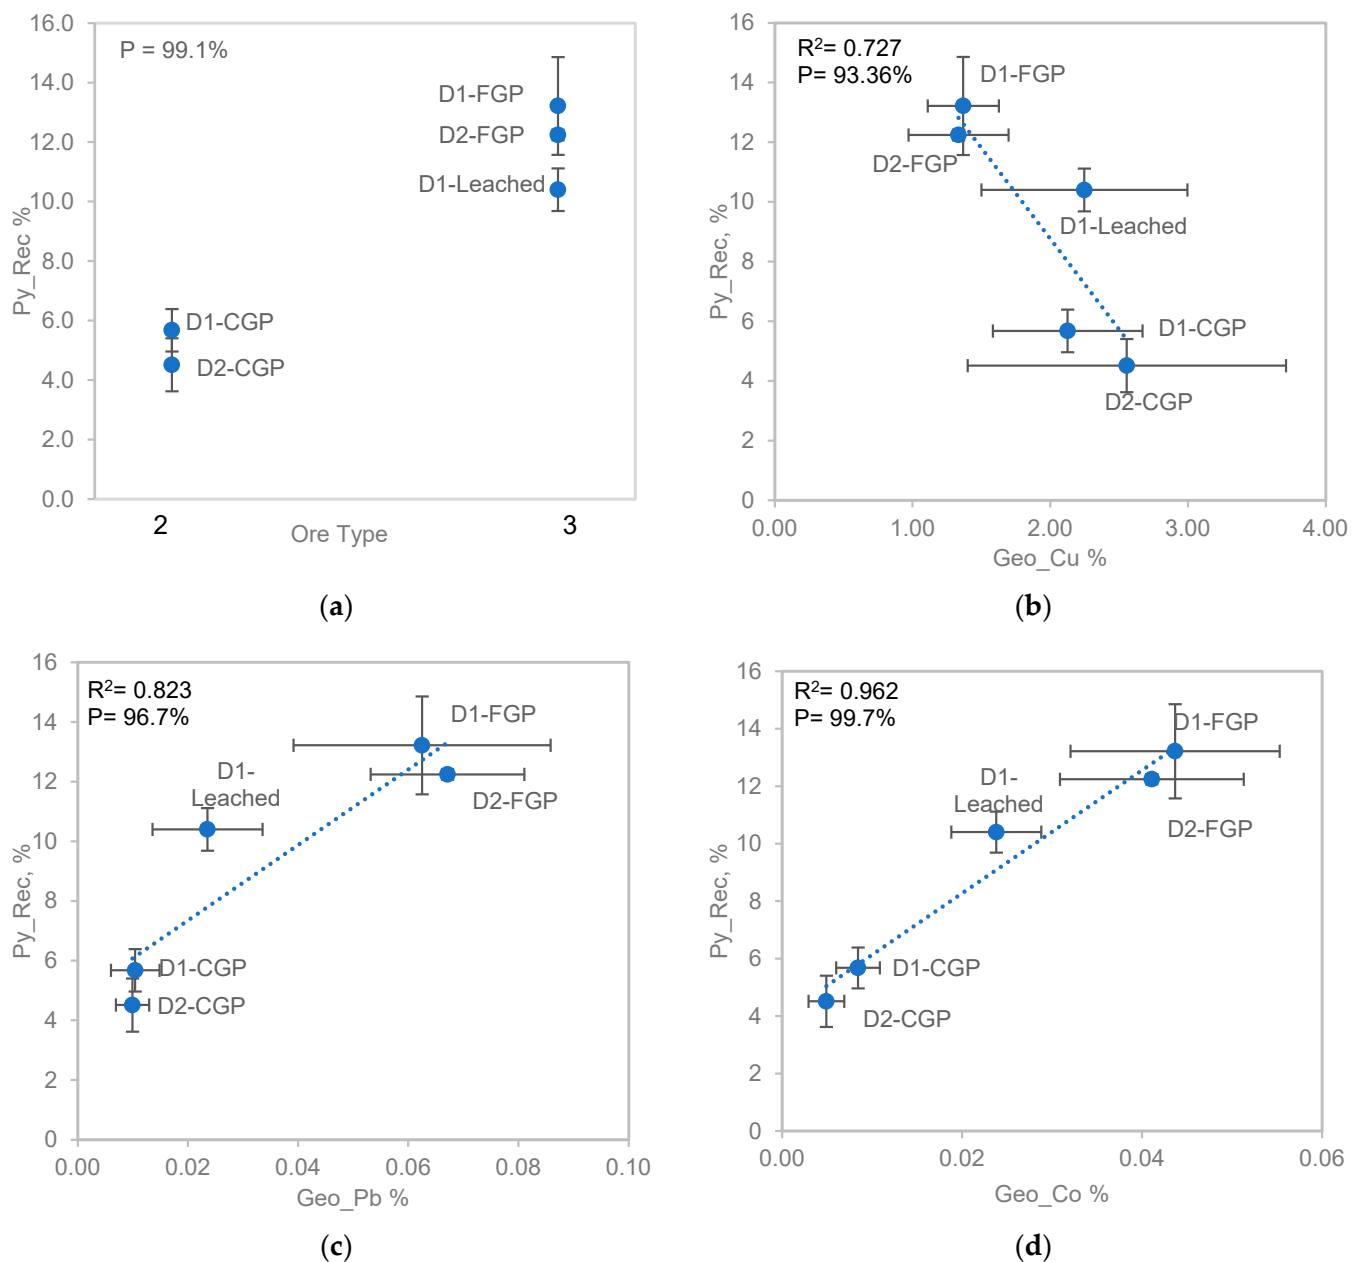 16.0
14.0
12.0
10.0
8.0
6.0
4.0
2.0
0.0
Py_Rec %
P = 99.1%
D1-FGP
D2-FGP
D1-Leached
D1-CGP
D2-CGP
2
3
Ore Type
(a)
16
14
12
10
8
6
4
2
0
Py_Rec, %
R²= 0.727
P= 93.36%
D1-FGP
D2-FGP
D1-Leached
D1-CGP
D2-CGP
0.00 1.00 2.00 3.00 4.00
Geo_Cu %
(b)
16
14
12
10
8
6
4
2
0
Py_Rec, %
R²= 0.823
P= 96.7%
D1-FGP
D1-
Leached
D2-FGP
D1-CGP
D2-CGP
0.00 0.02 0.04 0.06 0.08 0.10
Geo_Pb %
(c)
16
14
12
10
8
6
4
2
0
Py_Rec, %
R²= 0.962
P= 99.7%
D1-FGP
D1-
Leached
D2-FGP
D1-CGP
D2-CGP
0.00 0.02 0.04 0.06
Geo_Co %
(d)